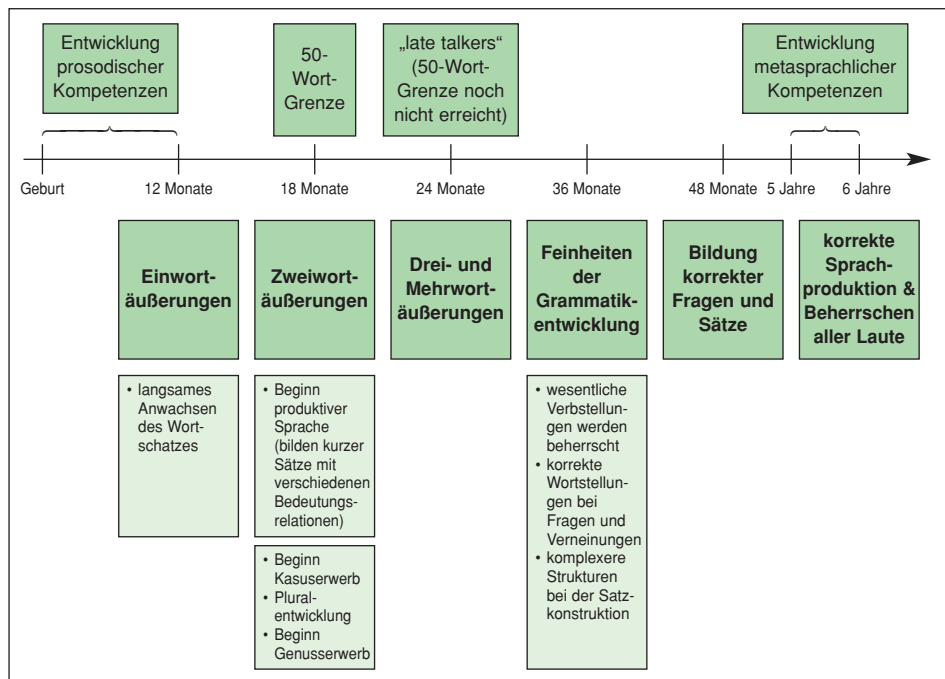 Entwicklung
prosodischer
Kompetenzen
50-
Wort-
Grenze
„late talkers“
(50-Wort-
Grenze noch
nicht erreicht)
Entwicklung
metasprachlicher
Kompetenzen
Geburt
12 Monate
18 Monate
24 Monate
36 Monate
48 Monate
5 Jahre
6 Jahre
Einwort-
äußerungen
Zweiwort-
äußerungen
Drei- und
Mehrwort-
äußerungen
Feinheiten
der
Grammatik-
entwicklung
Bildung
korrekter
Fragen und
Sätze
korrekte
Sprach-
produktion &
Beherrschen
aller Laute
• langsames
Anwachsen
des Wort-
schatzes
• Beginn
produktiver
Sprache
(bilden kurzer
Sätze mit
verschiedenen
Bedeutungs-
relationen)
• Beginn
Kasuserwerb
• Plural-
entwicklung
• Beginn
Genusserwerb
• wesentliche
Verbstellun-
gen werden
beherrscht
• korrekte
Wortstellun-
gen bei
Fragen und
Verneinungen
• komplexere
Strukturen
bei der Satz-
konstruktion